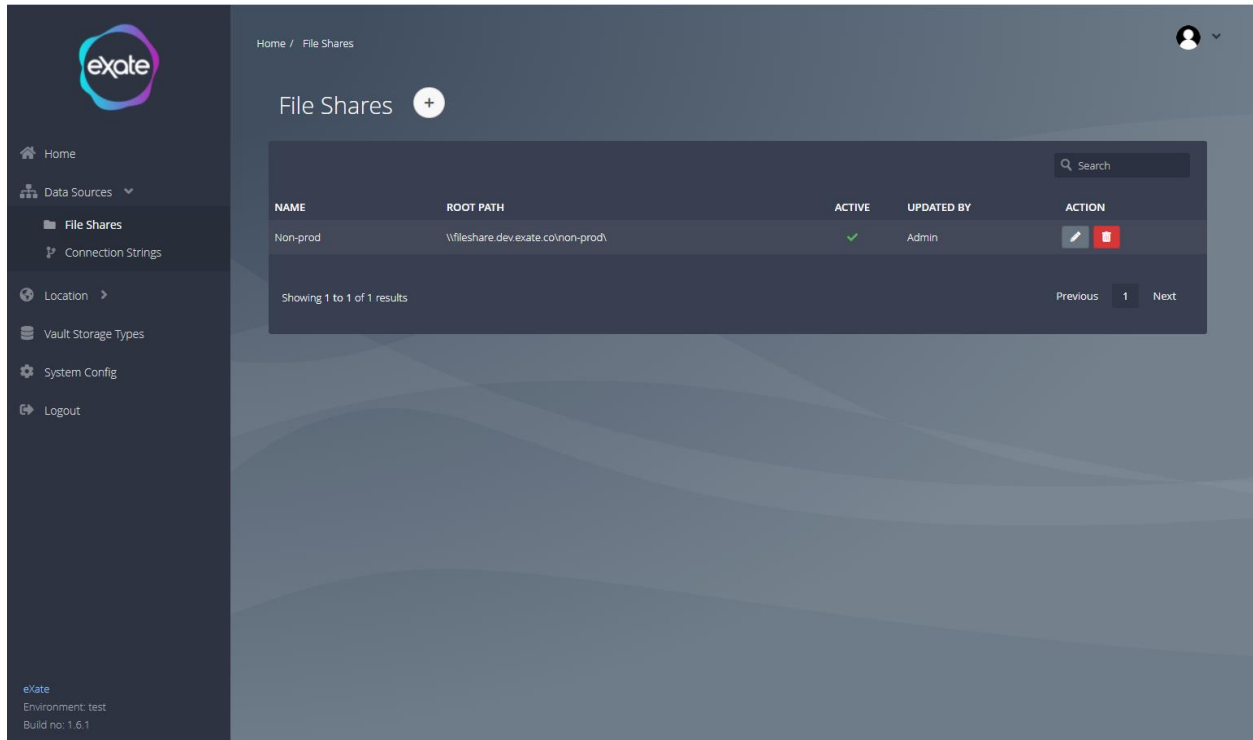 exate
Home / File Shares
File Shares +
Home
Data Sources
File Shares
Connection Strings
Location
Vault Storage Types
System Config
Logout
Search
NAME ROOT PATH ACTIVE UPDATED BY ACTION
Non-prod \\fileshare.dev.exate.co\non-prod\ Admin
Showing 1 to 1 of 1 results Previous 1 Next
eXate
Environment: test
Build no: 1.6.1